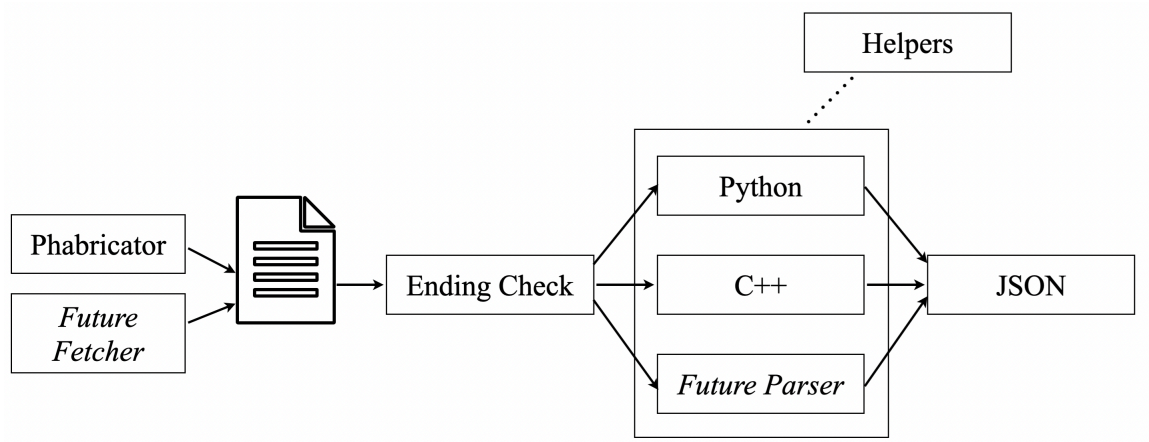 Helpers
Python
Phabricator
Ending Check
C++
JSON
Future
Fetcher
Future Parser